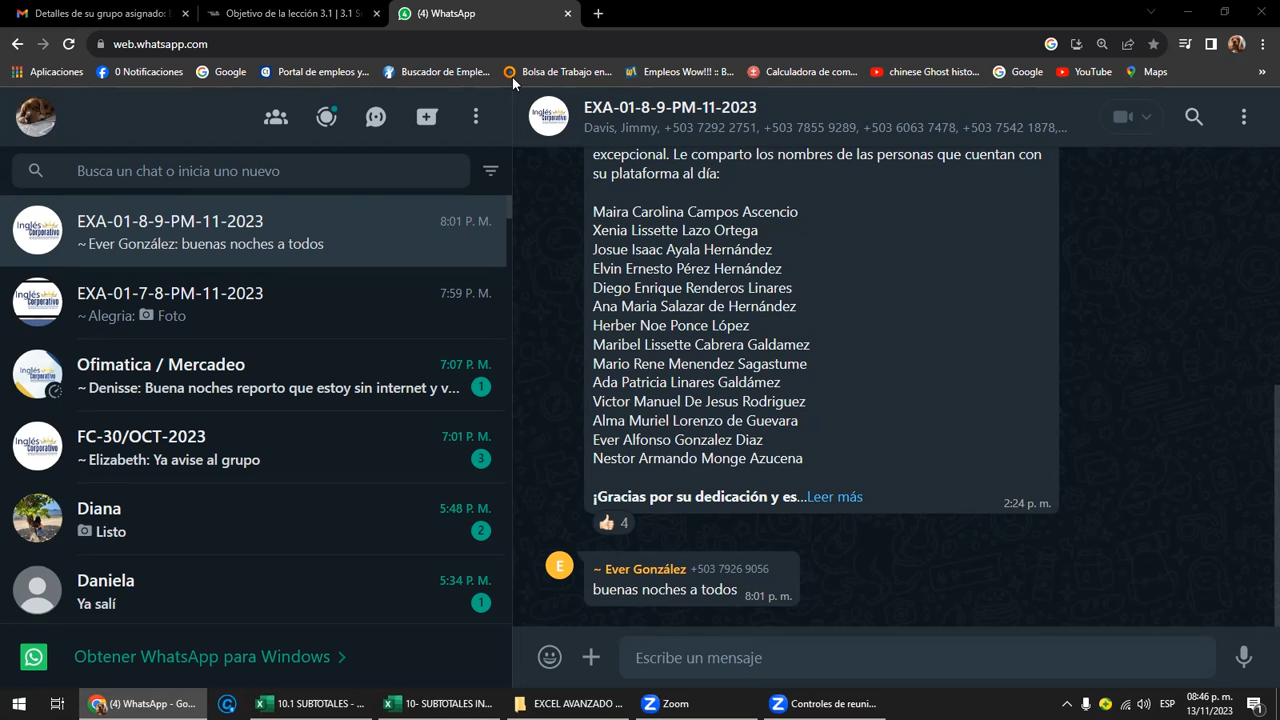 Detalles de su grupo asignado:
Objetivo de la lección 3.1 | 3.1 S
(4) WhatsApp
web.whatsapp.com
Aplicaciones
0 Notificaciones
Google
Portal de empleos y...
Buscador de Emple...
Bolsa de Trabajo en...
Empleos Wow!!! :: B...
Calculadora de com...
chinese Ghost histo...
Google
YouTube
Maps
»
EXA-01-8-9-PM-11-2023
Davis, Jimmy, +503 7292 2751, +503 7855 9289, +503 6063 7478, +503 7542 1878,...
Busca un chat o inicia uno nuevo
EXA-01-8-9-PM-11-2023
8:01 P. M.
~ Ever González: buenas noches a todos
EXA-01-7-8-PM-11-2023
7:59 P. M.
~ Alegria: Foto
Ofimatica / Mercadeo
7:07 P. M.
~ Denisse: Buena noches reporto que estoy sin internet y v...
1
FC-30/OCT-2023
7:01 P. M.
~ Elizabeth: Ya avise al grupo
3
Diana
5:48 P. M.
Listo
2
Daniela
5:34 P. M.
Ya salí
1
Obtener WhatsApp para Windows
excepcional. Le comparto los nombres de las personas que cuentan con
su plataforma al día:
Maira Carolina Campos Ascencio
Xenia Lissette Lazo Ortega
Josue Isaac Ayala Hernández
Elvin Ernesto Pérez Hernández
Diego Enrique Renderos Linares
Ana Maria Salazar de Hernández
Herber Noe Ponce López
Maribel Lissette Cabrera Galdamez
Mario Rene Menendez Sagastume
Ada Patricia Linares Galdámez
Victor Manuel De Jesus Rodriguez
Alma Muriel Lorenzo de Guevara
Ever Alfonso Gonzalez Diaz
Nestor Armando Monge Azucena
¡Gracias por su dedicación y es...Leer más
2:24 p. m.
4
E
~ Ever González +503 7926 9056
buenas noches a todos
8:01 p. m.
Escribe un mensaje
(4) WhatsApp - Go...
10.1 SUBTOTALES - ...
10- SUBTOTALES IN...
EXCEL AVANZADO ...
Zoom
Controles de reuni...
ESP
08:46 p. m.
13/11/2023